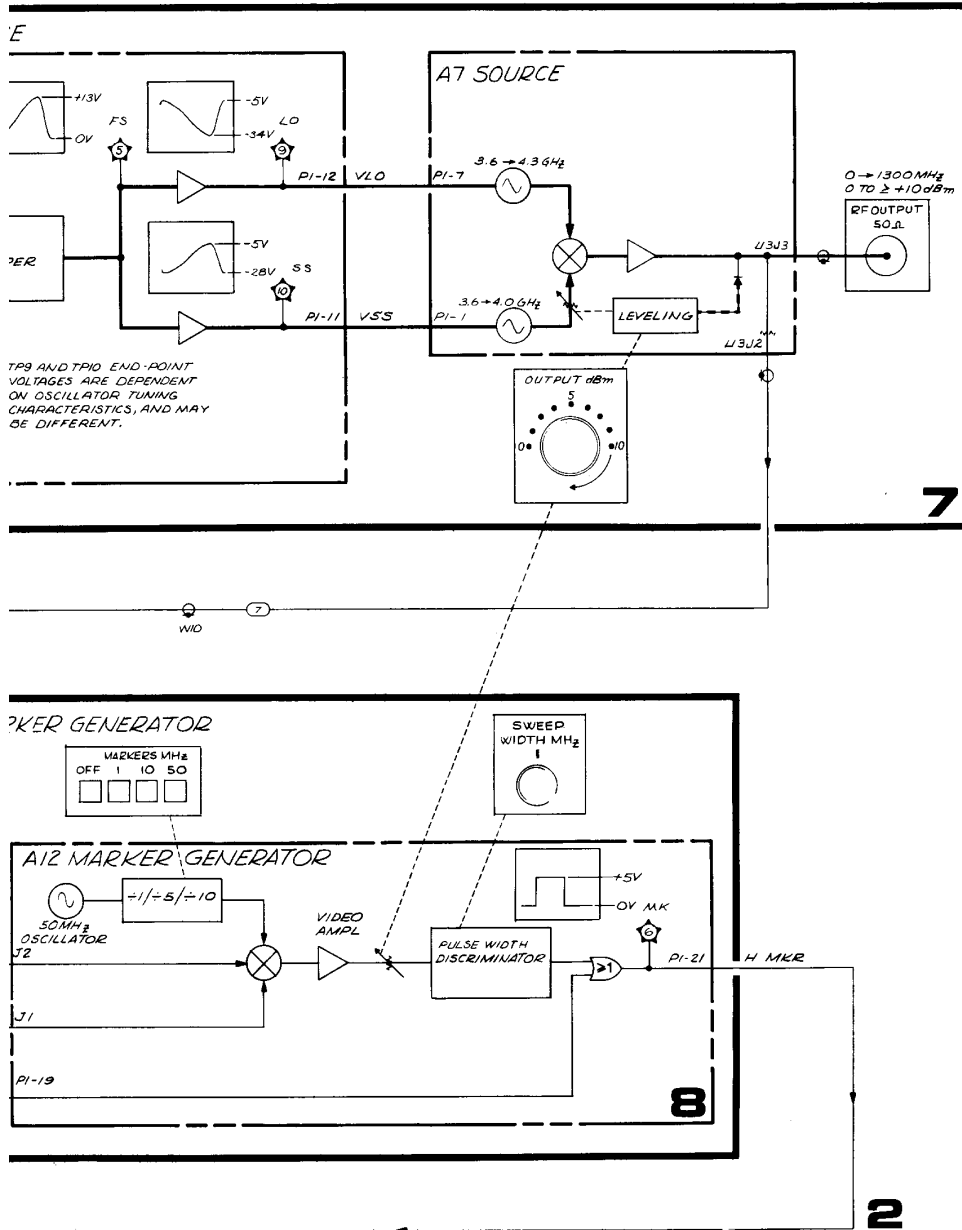 E
A7 SOURCE
+13V
0V
FS
5
-5V
-34V
LO
9
P1-12 VLO
P1-7
3.6→4.3 GHz
0→1300 MHz
0 TO ≥ +10 dBm
RF OUTPUT
50Ω
U3J3
PER
-5V
-28V
SS
10
P1-11 VSS
P1-1
3.6→4.0 GHz
LEVELING
U3J2
TP9 AND TP10 END-POINT
VOLTAGES ARE DEPENDENT
ON OSCILLATOR TUNING
CHARACTERISTICS, AND MAY
BE DIFFERENT.
OUTPUT dBm
5
0
10
7
7
W10
RKER GENERATOR
MARKERS MHz
OFF 1 10 50
SWEEP
WIDTH MHz
A12 MARKER GENERATOR
÷1/÷5/÷10
50MHz
OSCILLATOR
VIDEO
AMPL
PULSE WIDTH
DISCRIMINATOR
+5V
0V
MK
6
≥1
P1-21
H MKR
J2
J1
P1-19
8
2